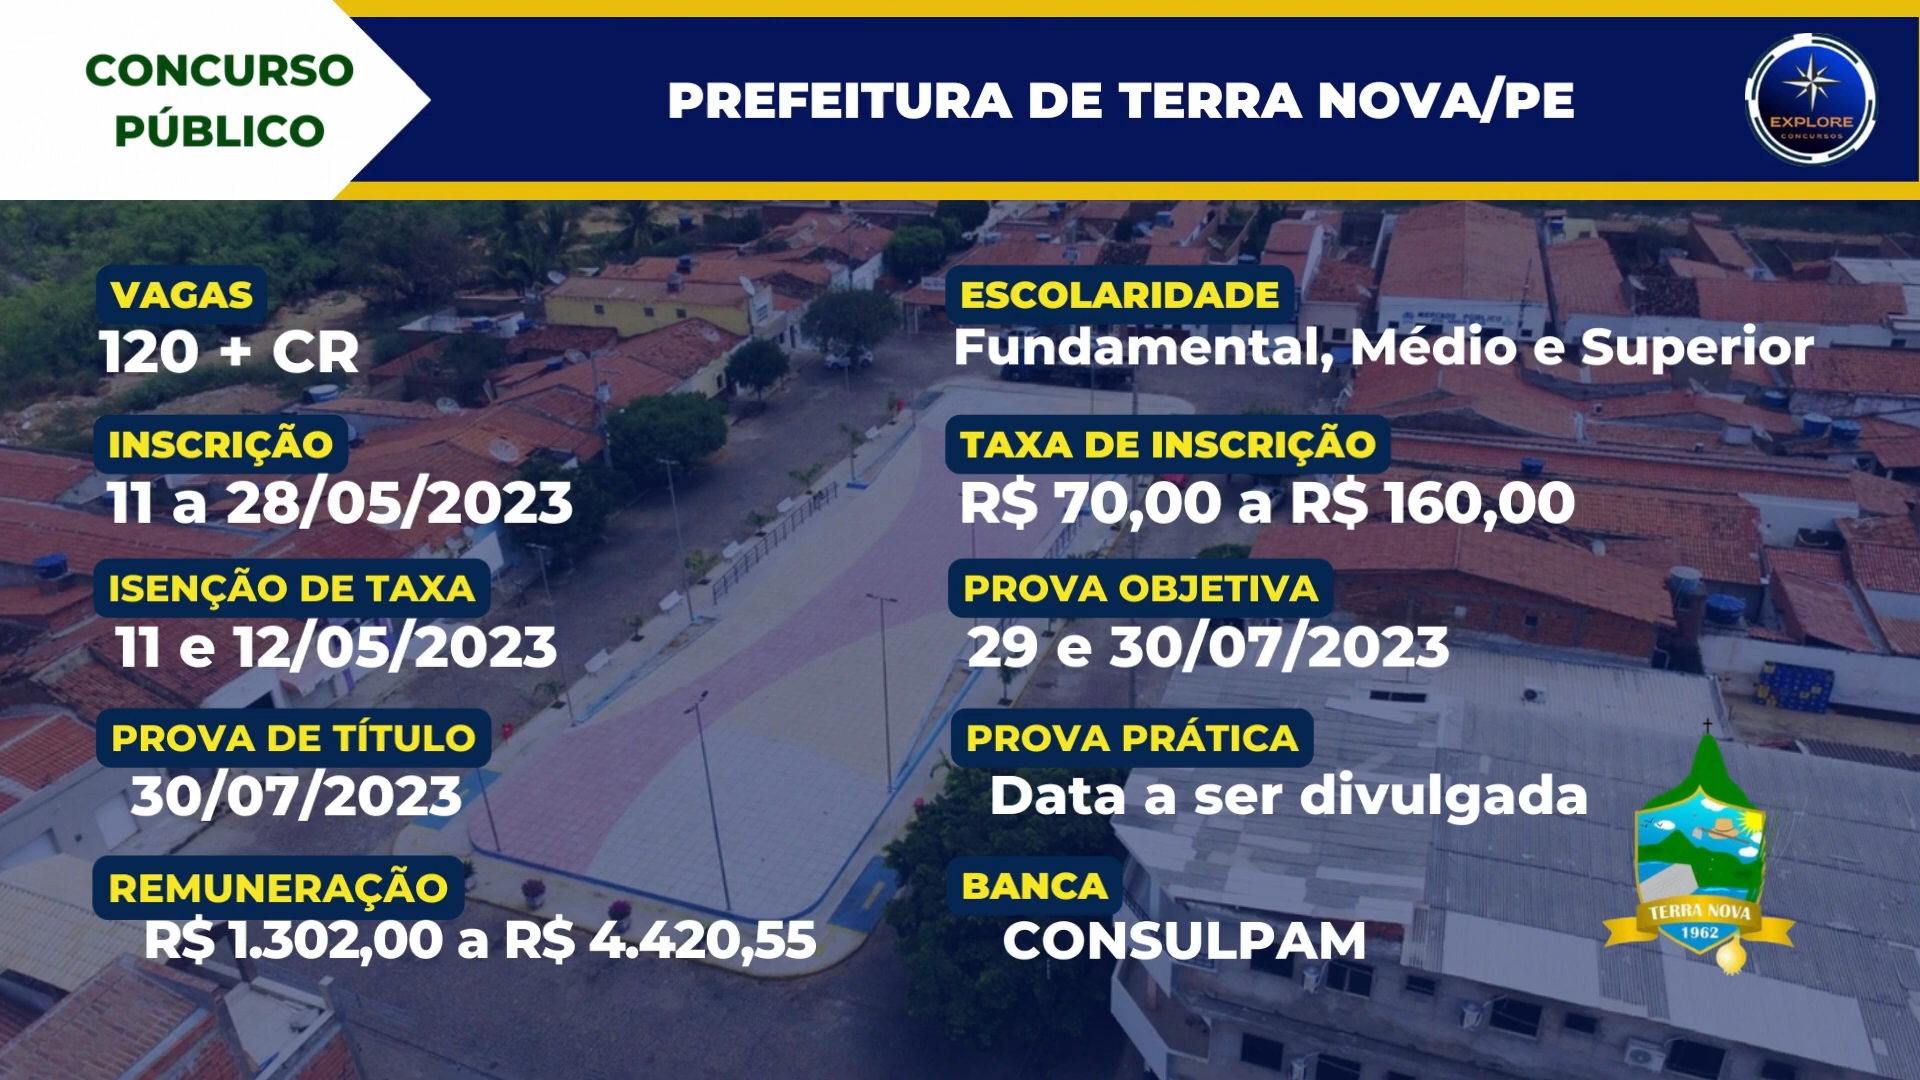 CONCURSO
PÚBLICO
PREFEITURA DE TERRA NOVA/PE
EXPLORE
CONCURSOS
VAGAS
120 + CR
ESCOLARIDADE
Fundamental, Médio e Superior
INSCRIÇÃO
11 a 28/05/2023
TAXA DE INSCRIÇÃO
R$ 70,00 a R$ 160,00
ISENÇÃO DE TAXA
11 e 12/05/2023
PROVA OBJETIVA
29 e 30/07/2023
PROVA DE TÍTULO
30/07/2023
PROVA PRÁTICA
Data a ser divulgada
REMUNERAÇÃO
R$ 1.302,00 a R$ 4.420,55
BANCA
CONSULPAM
TERRA NOVA
1962
MERCADO PÚBLICO